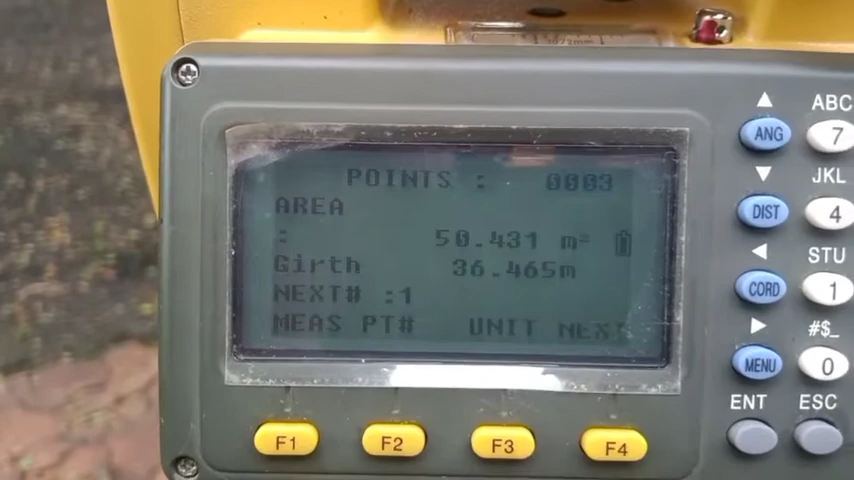 POINTS : 0003
AREA
: 50.431 m²
Girth 36.465m
NEXT# :1
MEAS PT# UNIT NEXT
F1 F2 F3 F4
ANG
ABC
7
DIST
JKL
4
CORD
STU
1
MENU
#$_
0
ENT ESC